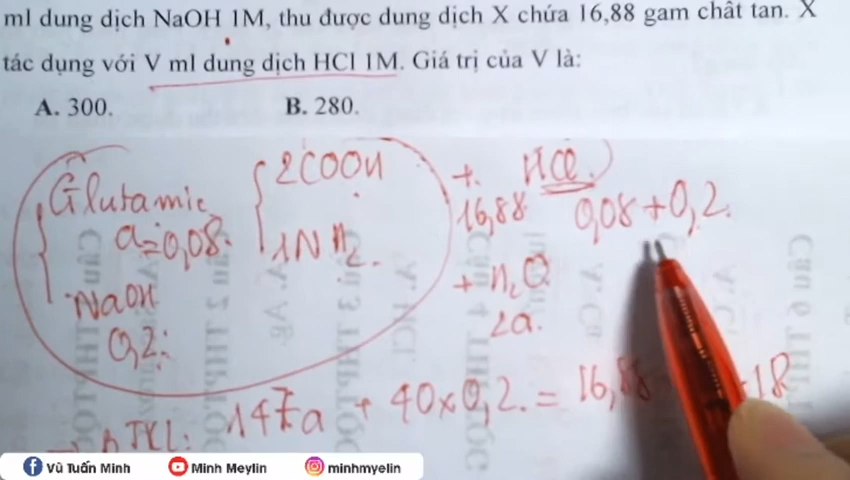 ml dung dịch NaOH 1M, thu được dung dịch X chứa 16,88 gam chất tan. X
tác dụng với V ml dung dịch HCl 1M. Giá trị của V là:
A. 300. B. 280.
Glutamic
a=0,08.
NaOH
0,2.
2COOH
1NH2.
+ HCl
16,88 0,08+0,2.
+ H2O
2a.
BTKL: 147a + 40x0,2. = 16,88 18
Vũ Tuấn Minh Minh Meylin minhmyelin